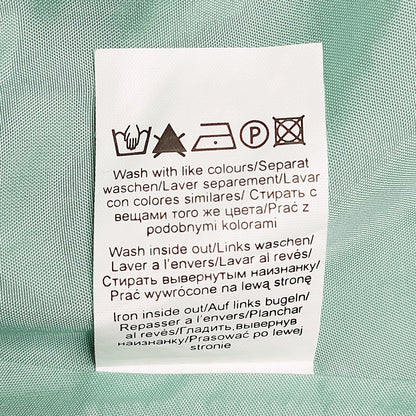 P
Wash with like colours/Separat
waschen/Laver separement/Lavar
con colores similares/ Стирать с
вещами того же цвета/Prać z
podobnymi kolorami
Wash inside out/Links waschen/
Laver a l'envers/Lavar al revés/
Стирать вывернутым наизнанку/
Prać wywrócone na lewą stronę
Iron inside out/Auf links bugeln/
Repasser a l'envers/Planchar
al revés/Гладить,вывернув
наизнанку/Prasować po lewej
stronie